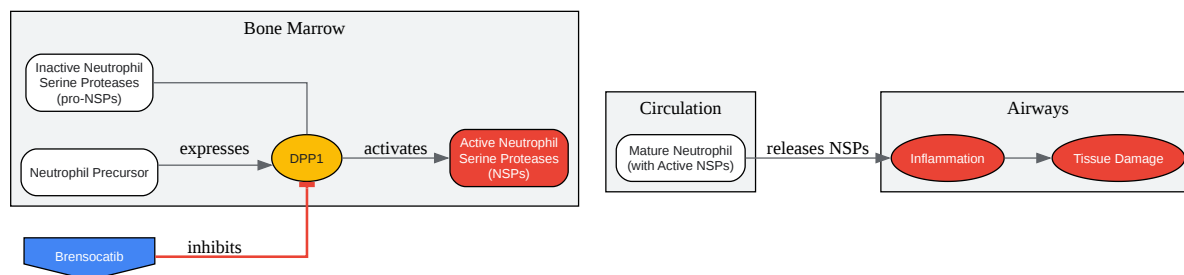 Bone Marrow
Inactive Neutrophil
Serine Proteases
(pro-NSPs)
Neutrophil Precursor
expresses
DPP1
activates
Active Neutrophil
Serine Proteases
(NSPs)
Brensocatib
inhibits
Circulation
Mature Neutrophil
(with Active NSPs)
releases NSPs
Airways
Inflammation
Tissue Damage